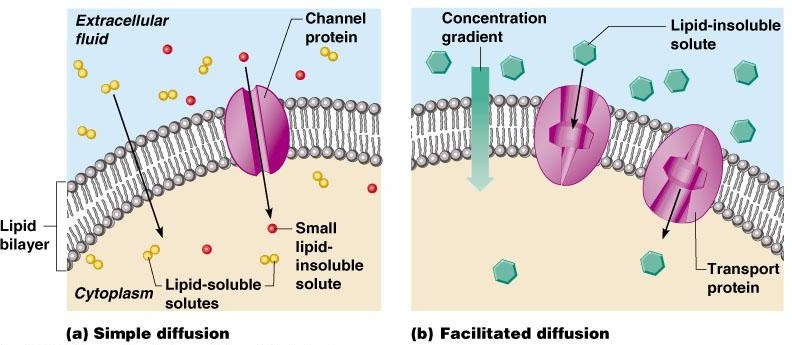 Extracellular
fluid
Channel
protein
Lipid
bilayer
Small
lipid-
insoluble
solute
Lipid-soluble
solutes
Cytoplasm
(a) Simple diffusion
Concentration
gradient
Lipid-insoluble
solute
Transport
protein
(b) Facilitated diffusion